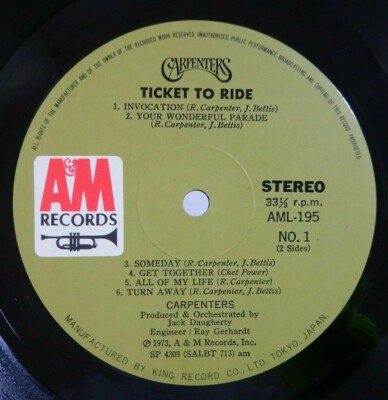 ALL RIGHTS OF THE MANUFACTURER AND OF THE OWNER OF THE RECORDED WORK RESERVED. UNAUTHORISED PUBLIC PERFORMANCE, BROADCASTING AND COPYING OF THIS RECORD PROHIBITED
CARPENTERS
TICKET TO RIDE
1. INVOCATION (R. Carpenter, J. Bettis)
2. YOUR WONDERFUL PARADE
(R. Carpenter, J. Bettis)
A&M
RECORDS
STEREO
33⅓ r.p.m.
AML-195
NO. 1
(2 Sides)
3. SOMEDAY (R. Carpenter, J. Bettis)
4. GET TOGETHER (Chet Power)
5. ALL OF MY LIFE (R. Carpenter)
6. TURN AWAY (R. Carpenter, J. Bettis)
CARPENTERS
Produced & Orchestrated by
Jack Daugherty
Engineer : Ray Gerhardt
℗ 1973, A & M Records, Inc.
SP 4309 (SALBT 713) am
MANUFACTURED BY KING RECORD CO., LTD. TOKYO, JAPAN.